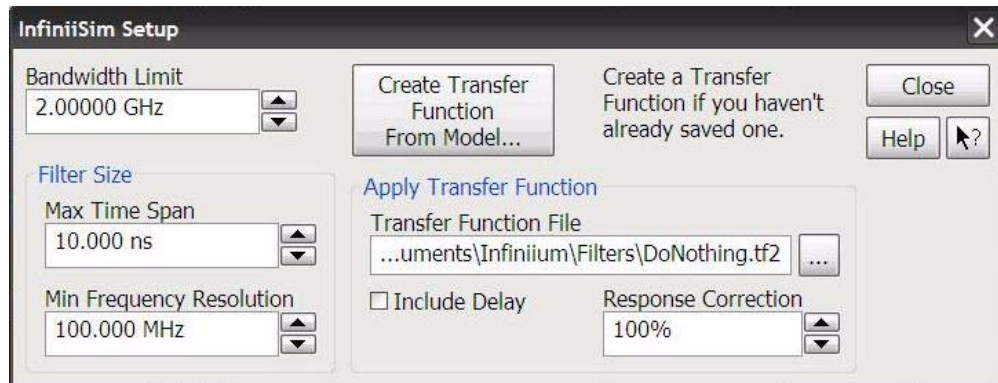 InfiniiSim Setup
Bandwidth Limit
2.00000 GHz
Create Transfer
Function
From Model...
Create a Transfer
Function if you haven't
already saved one.
Close
Help
?
Filter Size
Max Time Span
10.000 ns
Min Frequency Resolution
100.000 MHz
Apply Transfer Function
Transfer Function File
...uments\Infiniium\Filters\DoNothing.tf2
...
Include Delay
Response Correction
100%